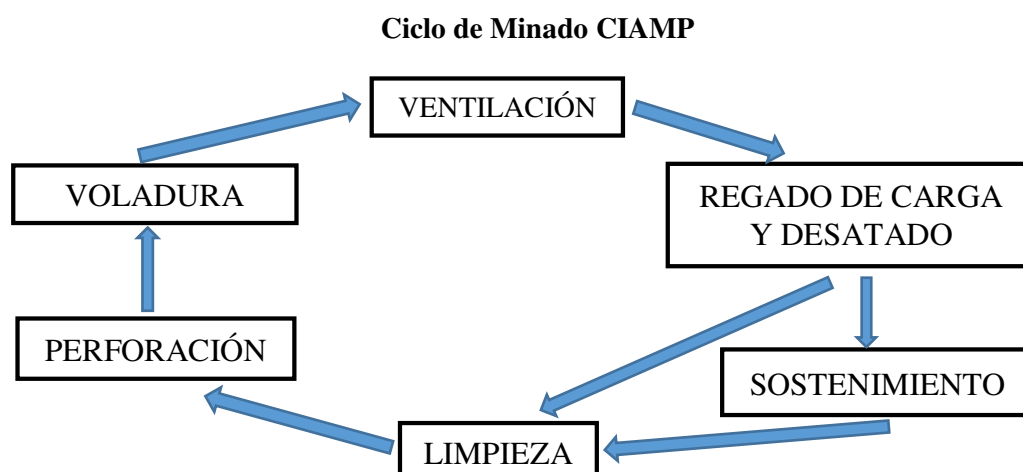 Ciclo de Minado CIAMP
VENTILACIÓN
VOLADURA
REGADO DE CARGA
Y DESATADO
PERFORACIÓN
SOSTENIMIENTO
LIMPIEZA